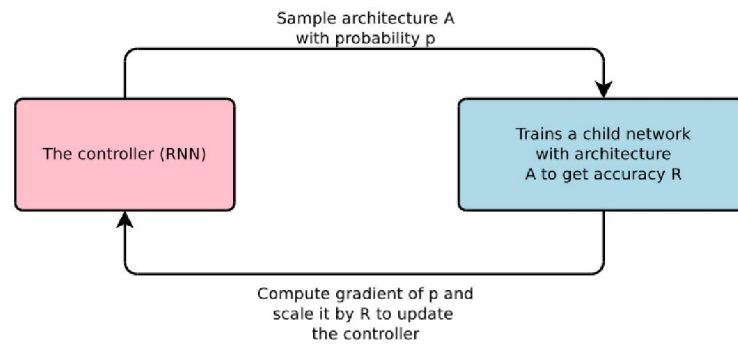 Sample architecture A
with probability p
The controller (RNN)
Trains a child network
with architecture
A to get accuracy R
Compute gradient of p and
scale it by R to update
the controller